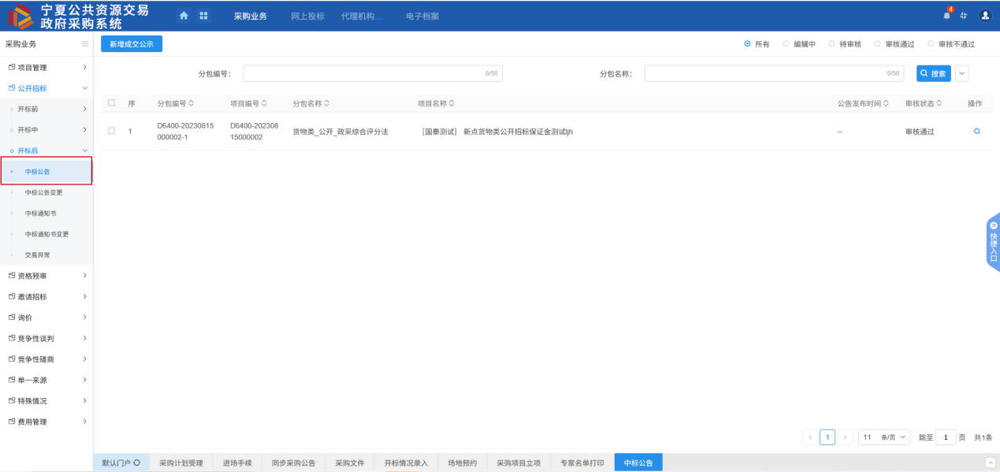 宁夏公共资源交易
政府采购系统
采购业务 网上投标 代理机构... 电子档案
4
采购业务
新增成交公示
所有 编辑中 待审核 审核通过 审核不通过
项目管理
公开招标
开标前
开标中
开标后
中标公告
中标公告变更
中标通知书
中标通知书变更
交易异常
资格预审
邀请招标
询价
竞争性谈判
竞争性磋商
单一来源
特殊情况
费用管理
分包编号： 0/50 分包名称： 0/50 搜索
序 分包编号 项目编号 分包名称 项目名称 公告发布时间 审核状态 操作
1 D6400-20230815 D6400-202308 货物类_公开_政采综合评分法 [国泰测试] 新点货物类公开招标保证金测试ljh -- 审核通过
000002-1 15000002
快捷入口
1 11 条/页 跳至 1 页 共1条
默认门户 采购计划受理 进场手续 同步采购公告 采购文件 开标情况录入 场地预约 采购项目立项 专家名单打印 中标公告